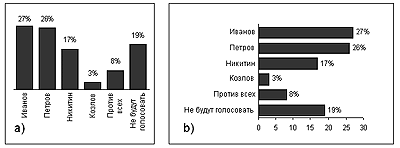 27%
26%
17%
3%
8%
19%
Иванов
Петров
Никитин
Козлов
Против
всех
Не будут
голосовать
a)
Иванов
27%
Петров
26%
Никитин
17%
Козлов
3%
Против всех
8%
Не будут голосовать
19%
0 5 10 15 20 25 30
b)